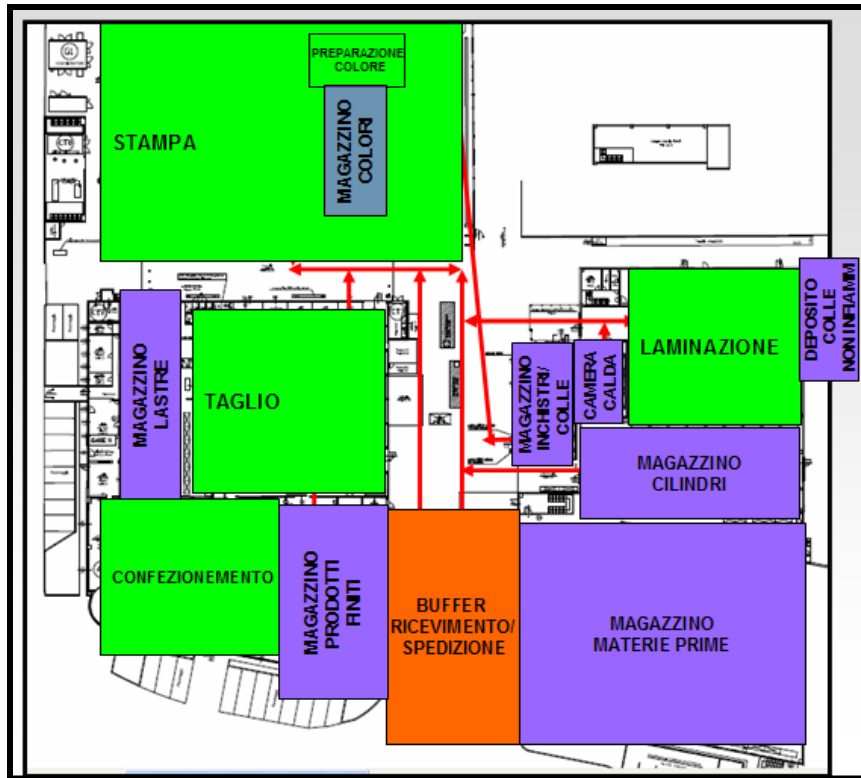 PREPARAZIONE
COLORE
MAGAZZINO
COLORI
STAMPA
DEPOSITO
COLLE
NON INFIAMM
LAMINAZIONE
MAGAZZINO
LASTRE
TAGLIO
MAGAZZINO
INCHISTRI/
COLLE
CAMERA
CALDA
MAGAZZINO
CILINDRI
CONFEZIONEMENTO
MAGAZZINO
PRODOTTI
FINITI
BUFFER
RICEVIMENTO/
SPEDIZIONE
MAGAZZINO
MATERIE PRIME